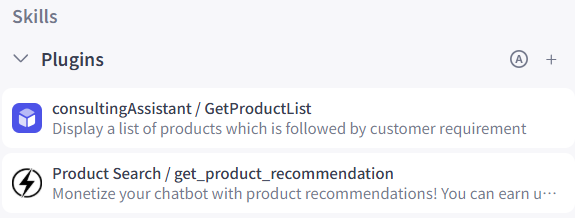 Skills
Plugins
A
consultingAssistant / GetProductList
Display a list of products which is followed by customer requirement
Product Search / get_product_recommendation
Monetize your chatbot with product recommendations! You can earn u···